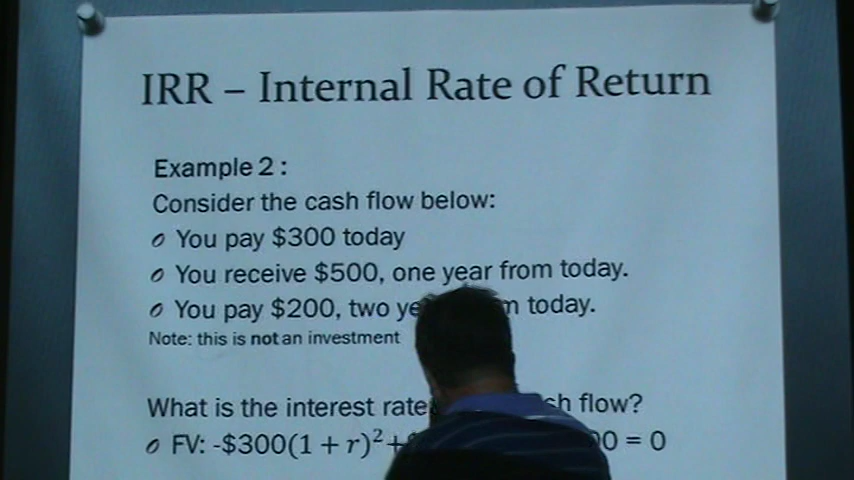 IRR – Internal Rate of Return
Example 2 :
Consider the cash flow below:
You pay $300 today
You receive $500, one year from today.
You pay $200, two today.
Note: this is not an investment
What is the interest rate flow?
FV: -$300(1 + r)² + = 0